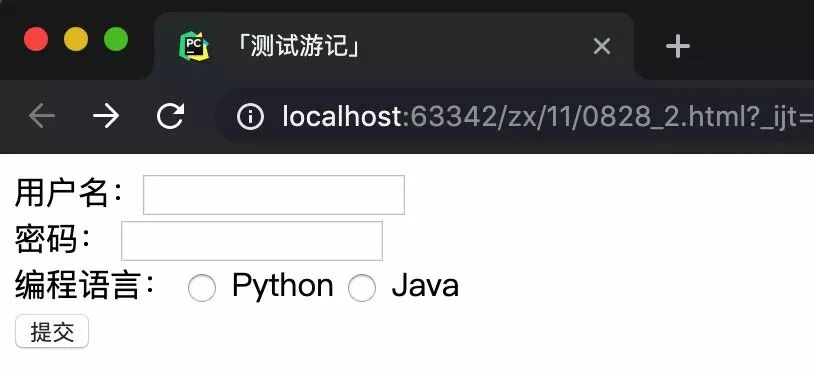 PC
「测试游记」
localhost:63342/zx/11/0828_2.html?_ijt=
用户名：
密码：
编程语言： Python Java
提交